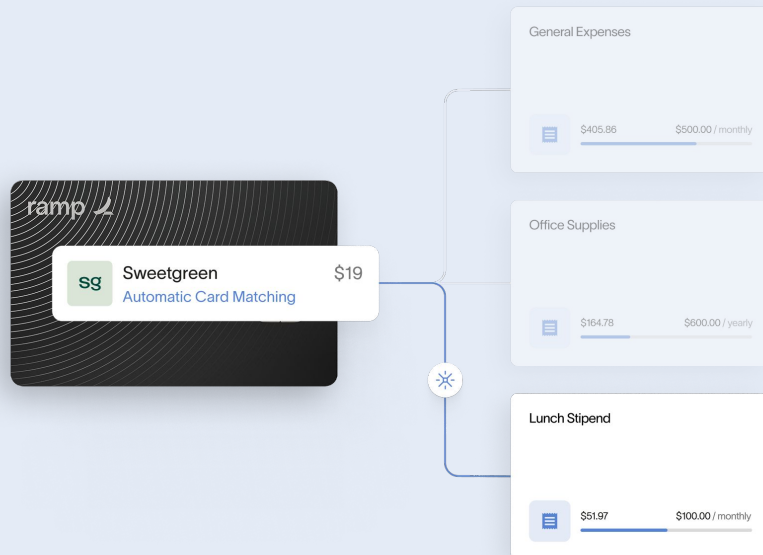 ramp
sg
Sweetgreen
$19
Automatic Card Matching
General Expenses
$405.86
$500.00 / monthly
Office Supplies
$164.78
$600.00 / yearly
Lunch Stipend
$51.97
$100.00 / monthly